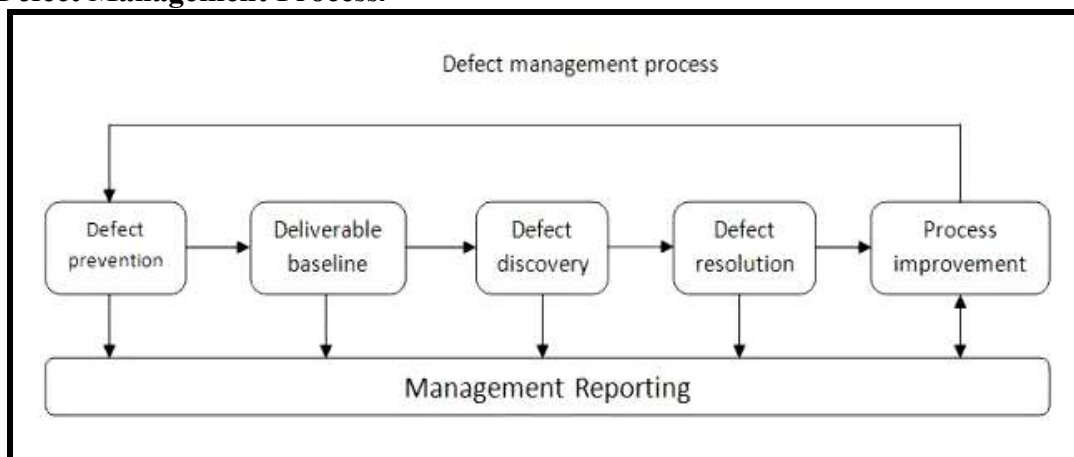 Defect Management Process:
Defect management process
Defect
prevention
Deliverable
baseline
Defect
discovery
Defect
resolution
Process
improvement
Management Reporting